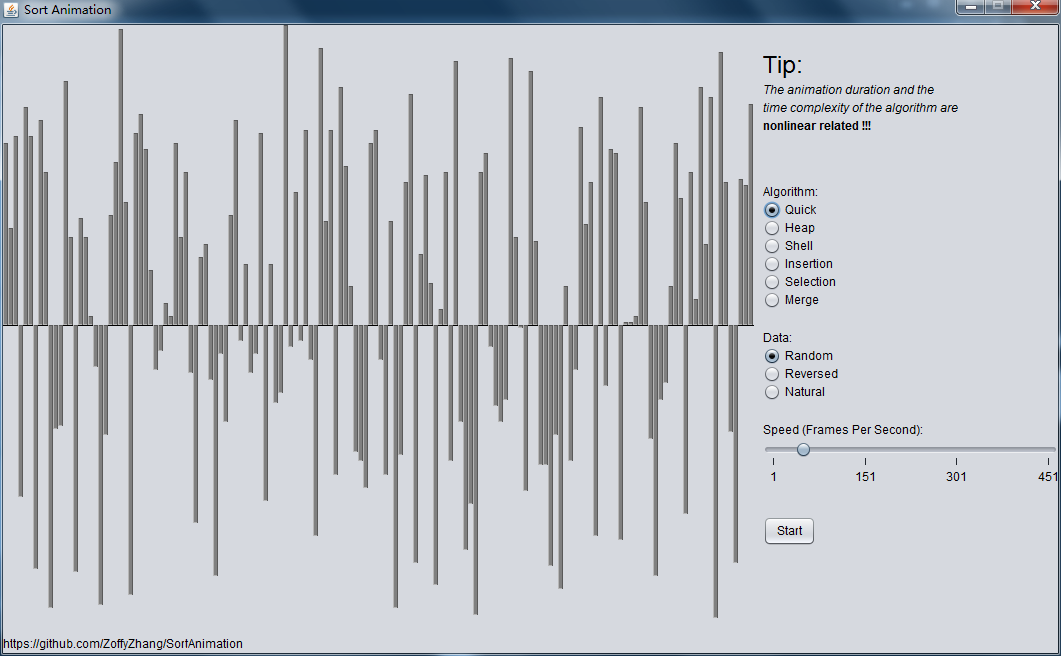 Sort Animation
Tip:
The animation duration and the
time complexity of the algorithm are
nonlinear related !!!
Algorithm:
Quick
Heap
Shell
Insertion
Selection
Merge
Data:
Random
Reversed
Natural
Speed (Frames Per Second):
1 151 301 451
Start
https://github.com/ZoffyZhang/SortAnimation